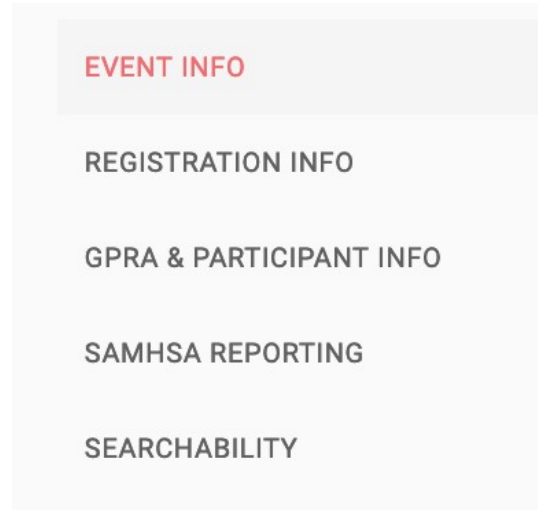 EVENT INFO
REGISTRATION INFO
GPRA & PARTICIPANT INFO
SAMHSA REPORTING
SEARCHABILITY